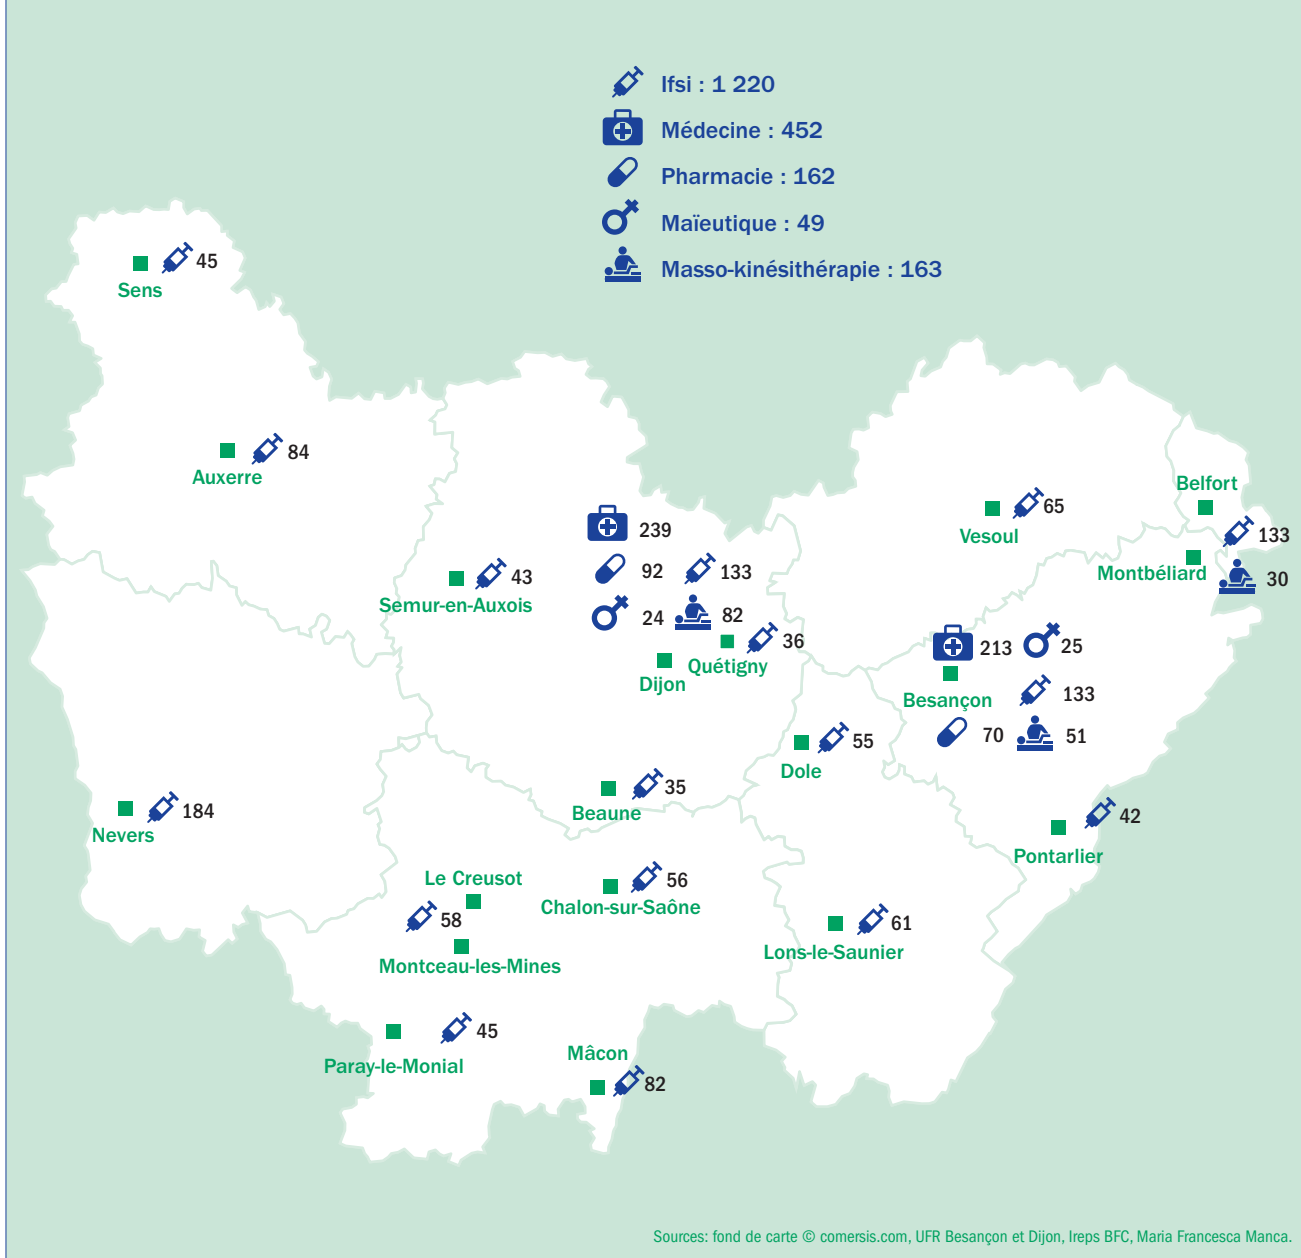 Ifsi : 1 220
Médecine : 452
Pharmacie : 162
Maïeutique : 49
Masso-kinésithérapie : 163
45
Sens
84
Auxerre
Belfort
65
Vesoul
133
Montbéliard
30
239
92
133
24
82
43
Semur-en-Auxois
36
Quétigny
Dijon
213
25
Besançon
133
70
51
55
Dole
35
Beaune
184
Nevers
42
Pontarlier
Le Creusot
58
Montceau-les-Mines
56
Chalon-sur-Saône
61
Lons-le-Saunier
45
Paray-le-Monial
Mâcon
82
Sources: fond de carte © comersis.com, UFR Besançon et Dijon, Ireps BFC, Maria Francesca Manca.